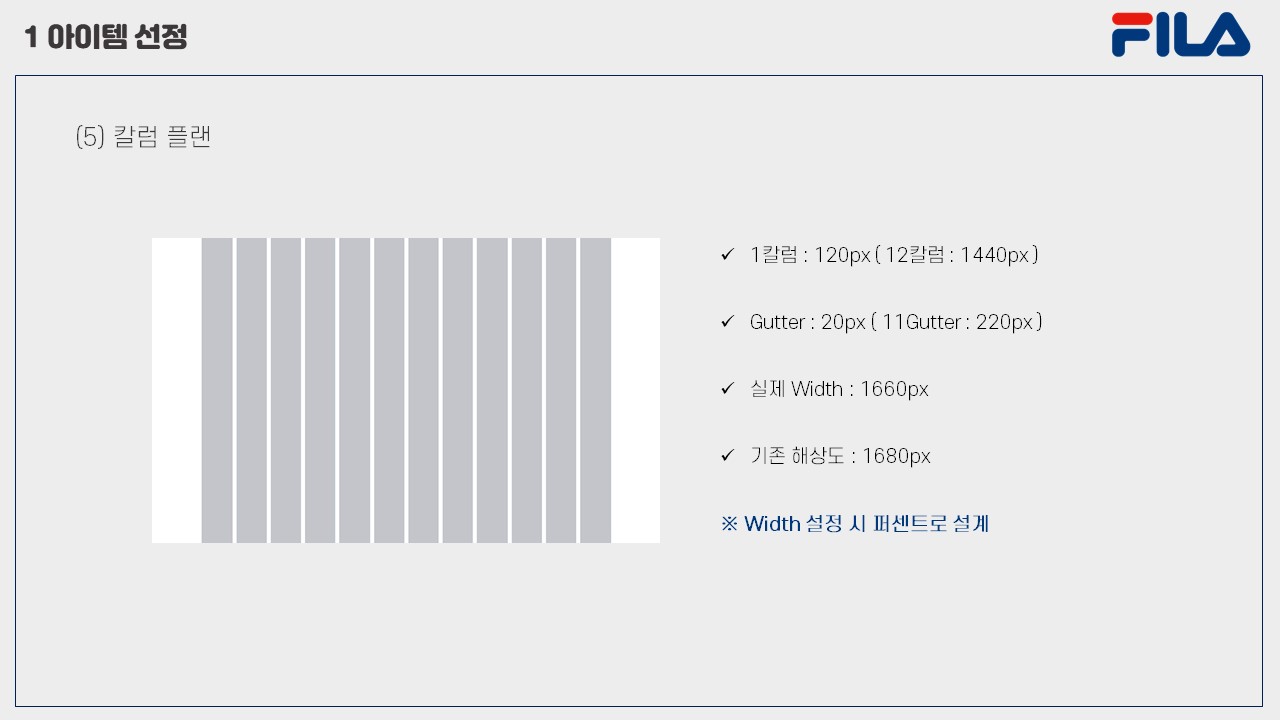 1 아이템 선정
FILA
(5) 칼럼 플랜
✓ 1칼럼 : 120px ( 12칼럼 : 1440px )
✓ Gutter : 20px ( 11Gutter : 220px )
✓ 실제 Width : 1660px
✓ 기존 해상도 : 1680px
※ Width 설정 시 퍼센트로 설계